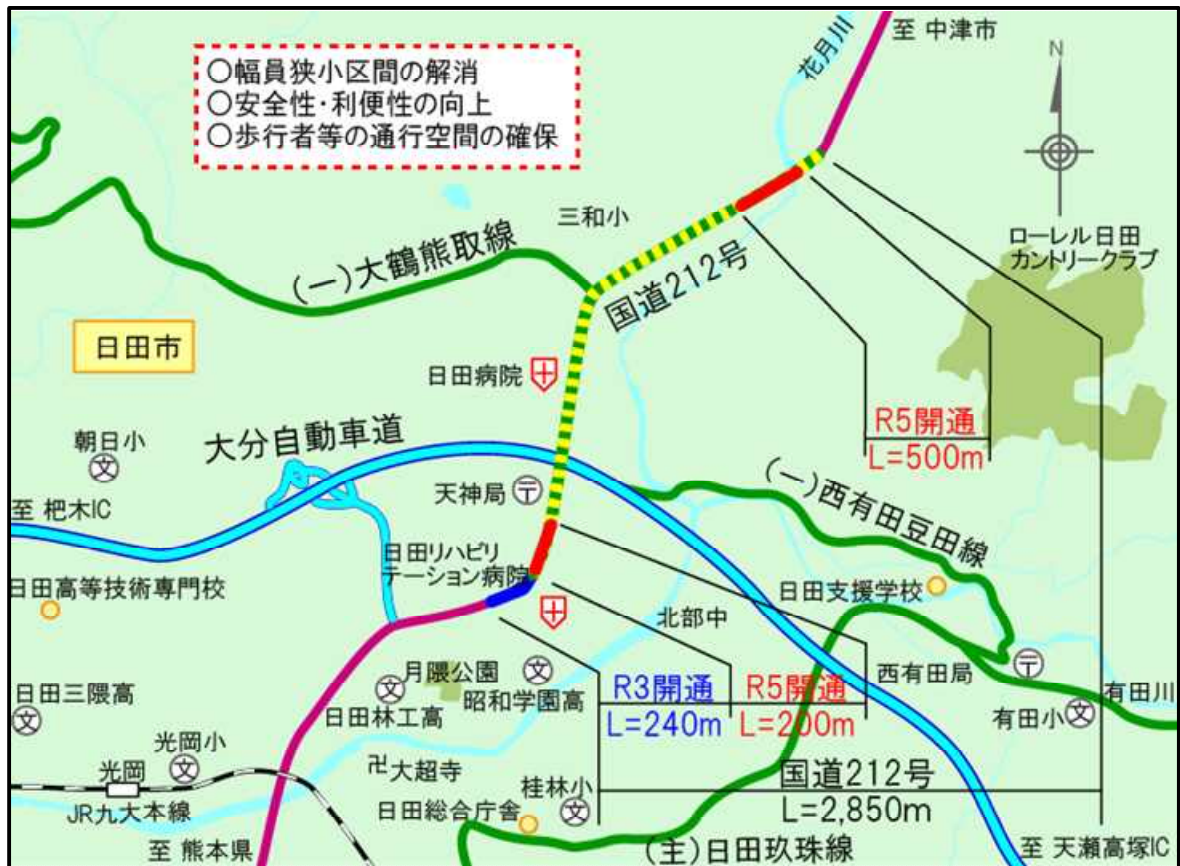 至 中津市
花月川
○幅員狭小区間の解消
○安全性・利便性の向上
○歩行者等の通行空間の確保
N
三和小
(一)大鶴熊取線
国道212号
ローレル日田
カントリークラブ
日田市
日田病院
R5開通
L=500m
朝日小
文
大分自動車道
(一)西有田豆田線
天神局
〒
至 杷木IC
日田リハビリ
テーション病院
日田高等技術専門校
日田支援学校
北部中
月隈公園
文
昭和学園高
文
日田林工高
R3開通
L=240m
R5開通
L=200m
西有田局
〒
有田川
有田小
文
日田三隈高
文
光岡小
文
光岡
JR九大本線
卍大超寺
桂林小
文
日田総合庁舎
国道212号
L=2,850m
至 熊本県
(主)日田玖珠線
至 天瀬高塚IC